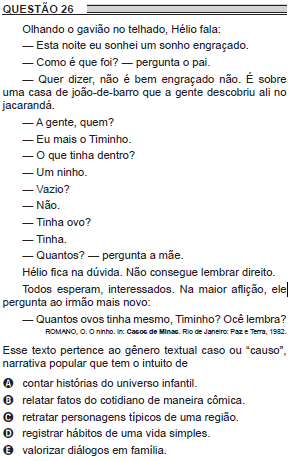 QUESTÃO 26
Olhando o gavião no telhado, Hélio fala:
— Esta noite eu sonhei um sonho engraçado.
— Como é que foi? — pergunta o pai.
— Quer dizer, não é bem engraçado não. É sobre
uma casa de joão-de-barro que a gente descobriu ali no
jacarandá.
— A gente, quem?
— Eu mais o Timinho.
— O que tinha dentro?
— Um ninho.
— Vazio?
— Não.
— Tinha ovo?
— Tinha.
— Quantos? — pergunta a mãe.
Hélio fica na dúvida. Não consegue lembrar direito.
Todos esperam, interessados. Na maior aflição, ele
pergunta ao irmão mais novo:
— Quantos ovos tinha mesmo, Timinho? Ocê lembra?
ROMANO, O. O ninho. In: Casos de Minas. Rio de Janeiro: Paz e Terra, 1982.
Esse texto pertence ao gênero textual caso ou “causo”,
narrativa popular que tem o intuito de
A contar histórias do universo infantil.
B relatar fatos do cotidiano de maneira cômica.
C retratar personagens típicos de uma região.
D registrar hábitos de uma vida simples.
E valorizar diálogos em família.